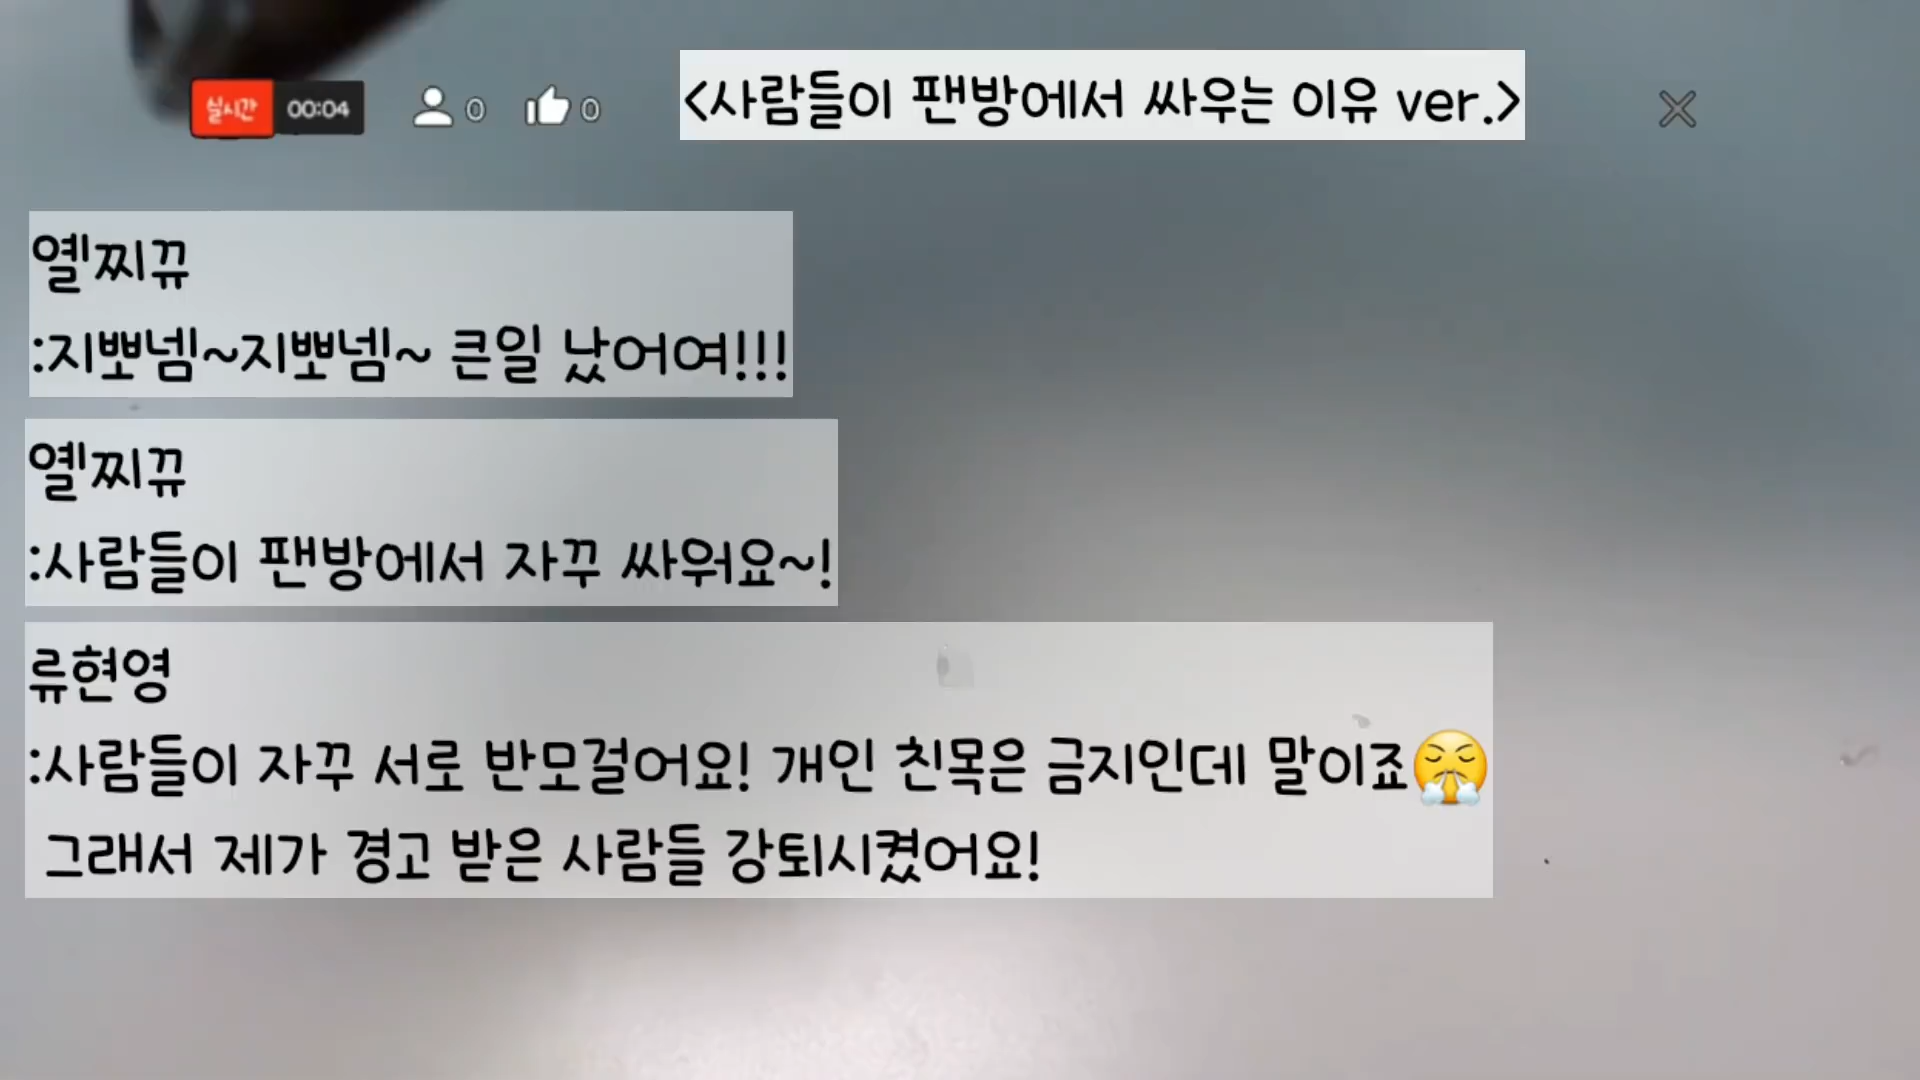 실시간 00:04 0 0 <사람들이 팬방에서 싸우는 이유 ver.>
옐찌뀨
:지뽀넴~지뽀넴~ 큰일 났어여!!!
옐찌뀨
:사람들이 팬방에서 자꾸 싸워요~!
류현영
:사람들이 자꾸 서로 반모걸어요! 개인 친목은 금지인데 말이죠😤
그래서 제가 경고 받은 사람들 강퇴시켰어요!